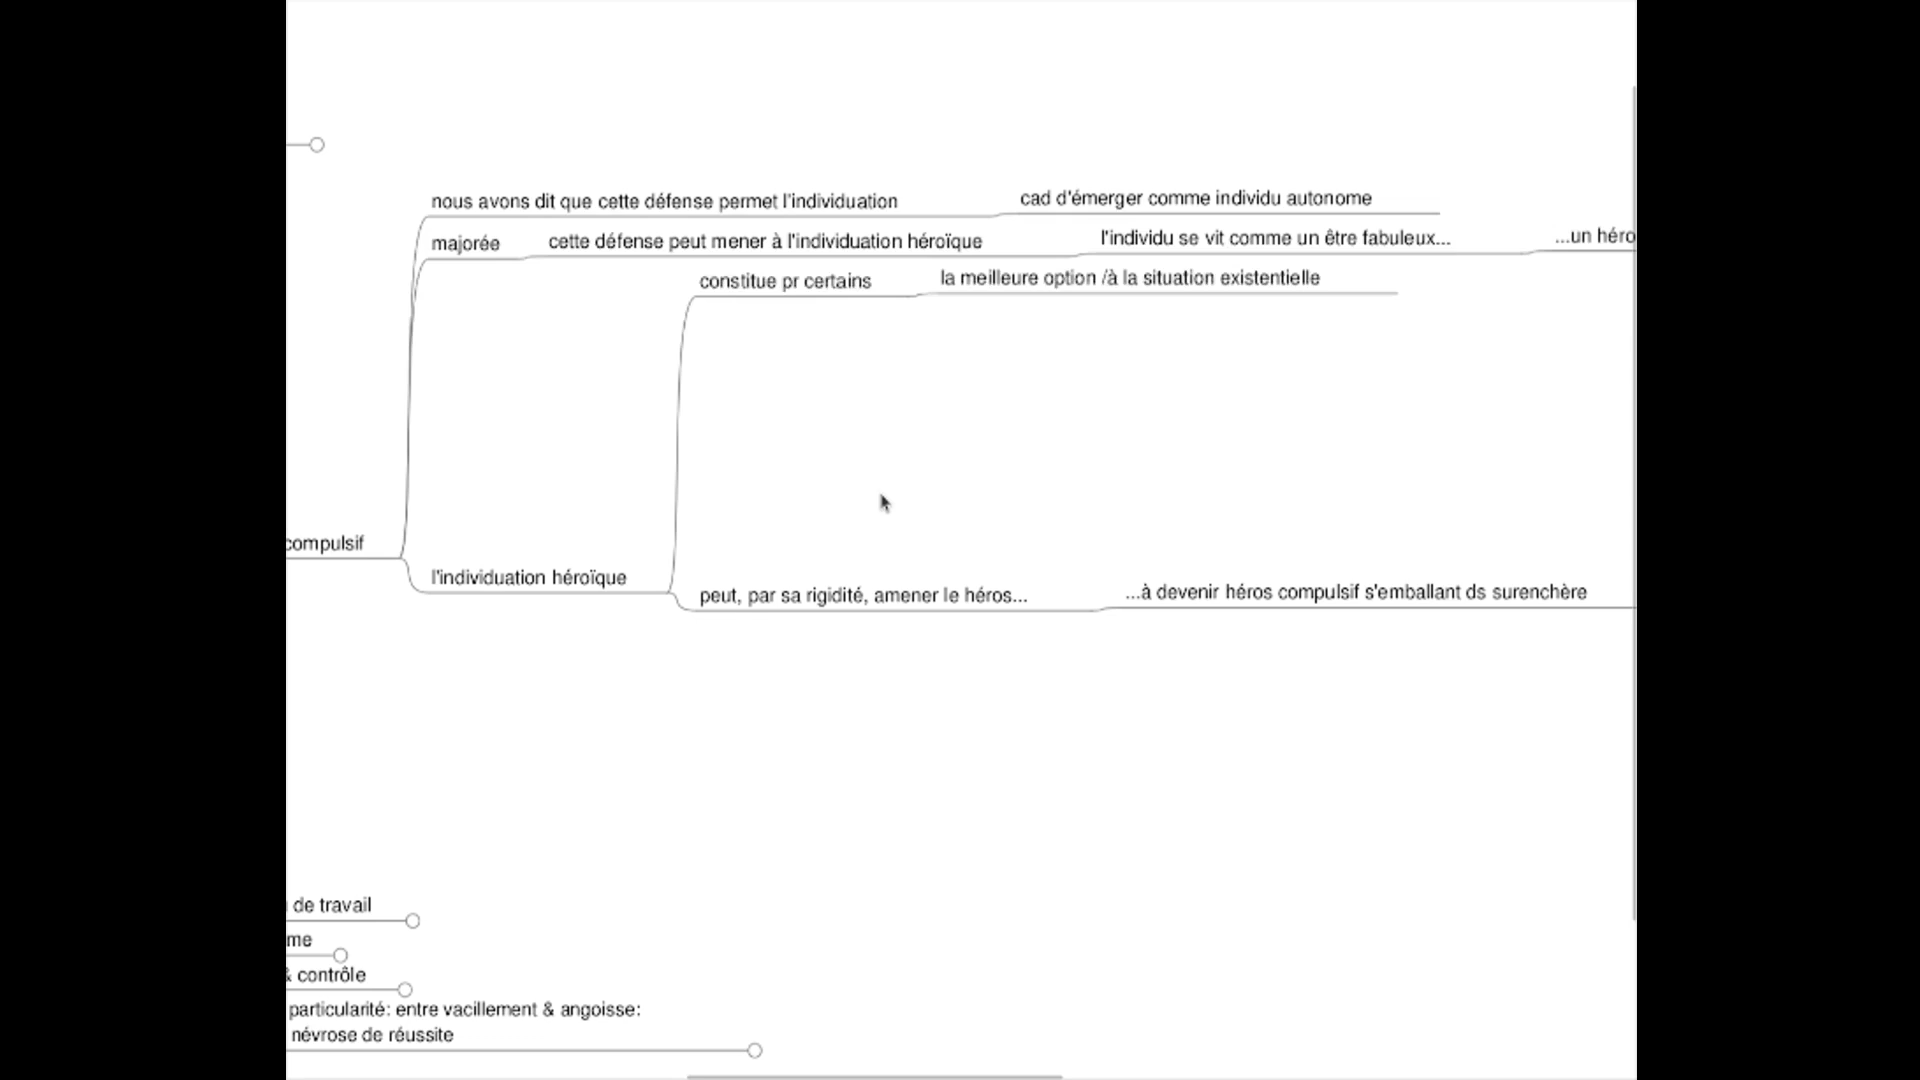 nous avons dit que cette défense permet l'individuation
cad d'émerger comme individu autonome
majorée
cette défense peut mener à l'individuation héroïque
l'individu se vit comme un être fabuleux...
...un héro
constitue pr certains
la meilleure option /à la situation existentielle
compulsif
l'individuation héroïque
peut, par sa rigidité, amener le héros...
...à devenir héros compulsif s'emballant ds surenchère
de travail
me
& contrôle
particularité: entre vacillement & angoisse:
névrose de réussite